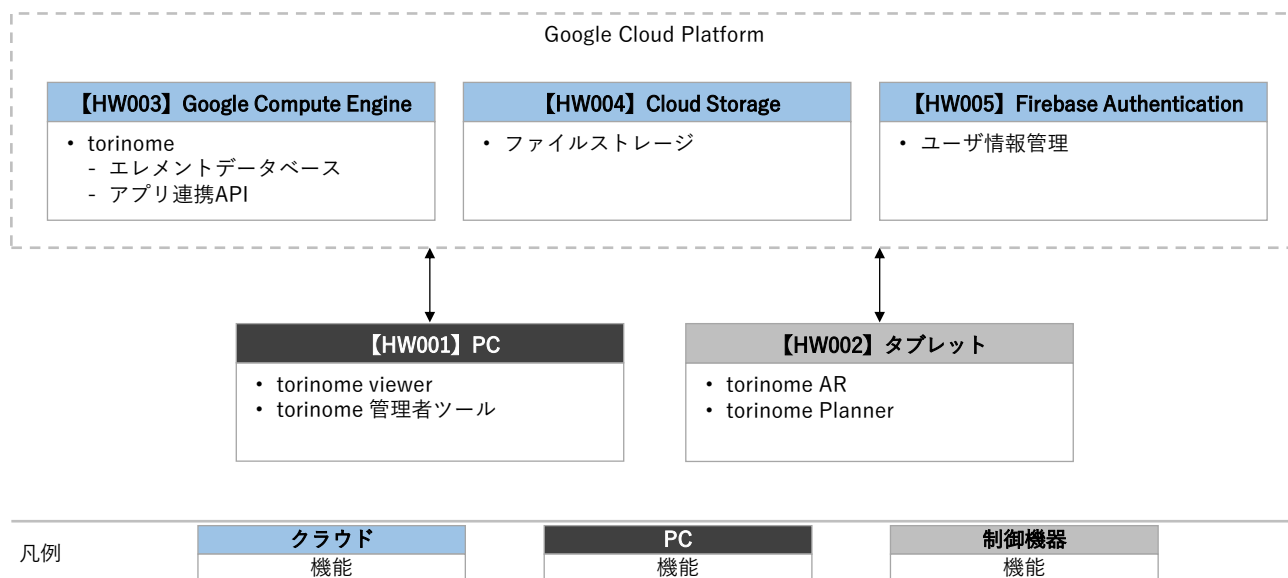 Google Cloud Platform
【HW003】Google Compute Engine
• torinome
- エレメントデータベース
- アプリ連携API
【HW004】Cloud Storage
• ファイルストレージ
【HW005】Firebase Authentication
• ユーザ情報管理
【HW001】PC
• torinome viewer
• torinome 管理者ツール
【HW002】タブレット
• torinome AR
• torinome Planner
凡例
クラウド
機能
PC
機能
制御機器
機能